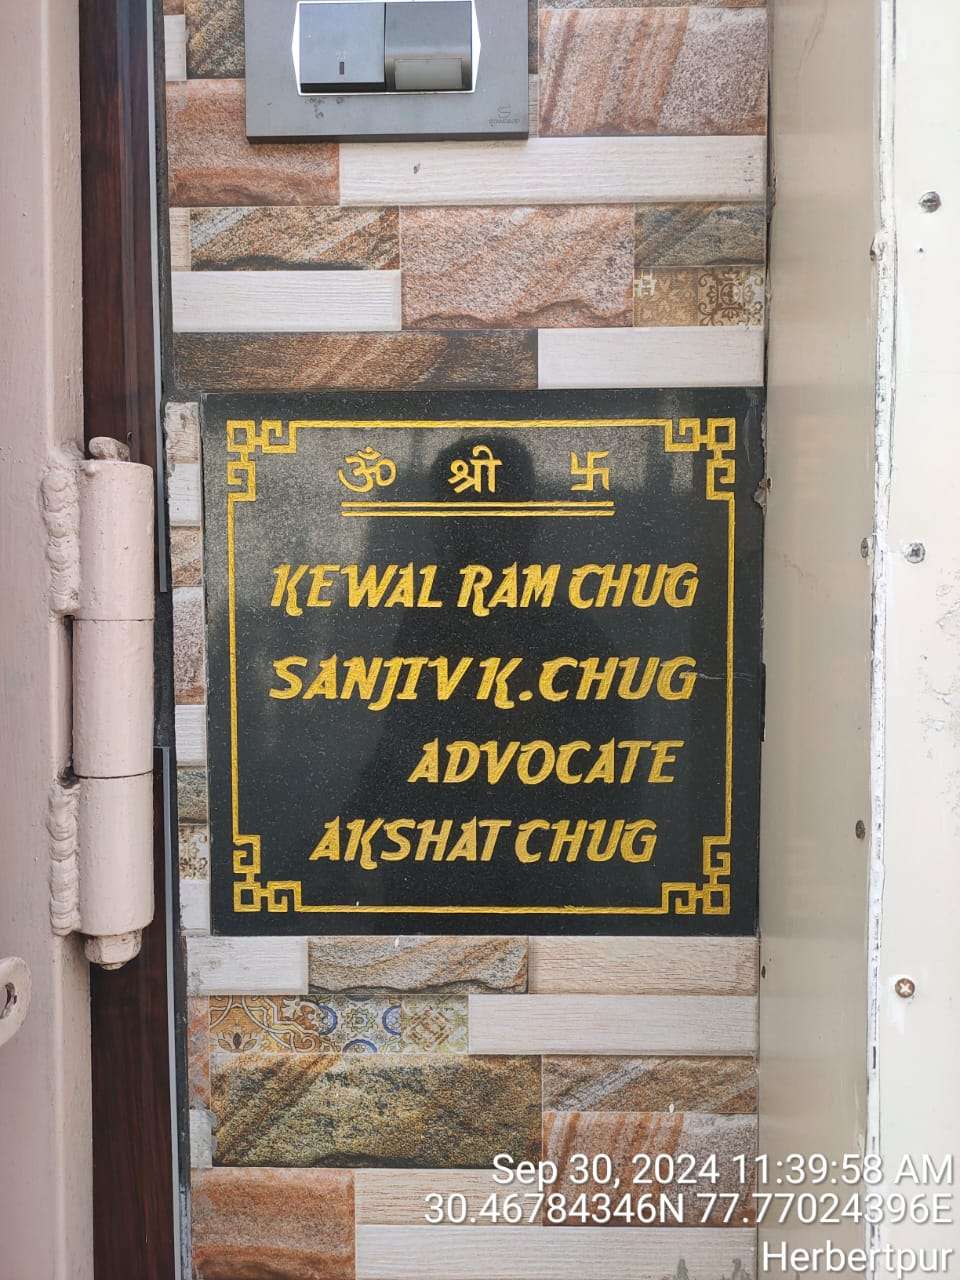 ॐ श्री 卐
KEWAL RAM CHUG
SANJIV K. CHUG
ADVOCATE
AKSHAT CHUG
Sep 30, 2024 11:39:58 AM
30.46784346N 77.77024396E
Herbertpur